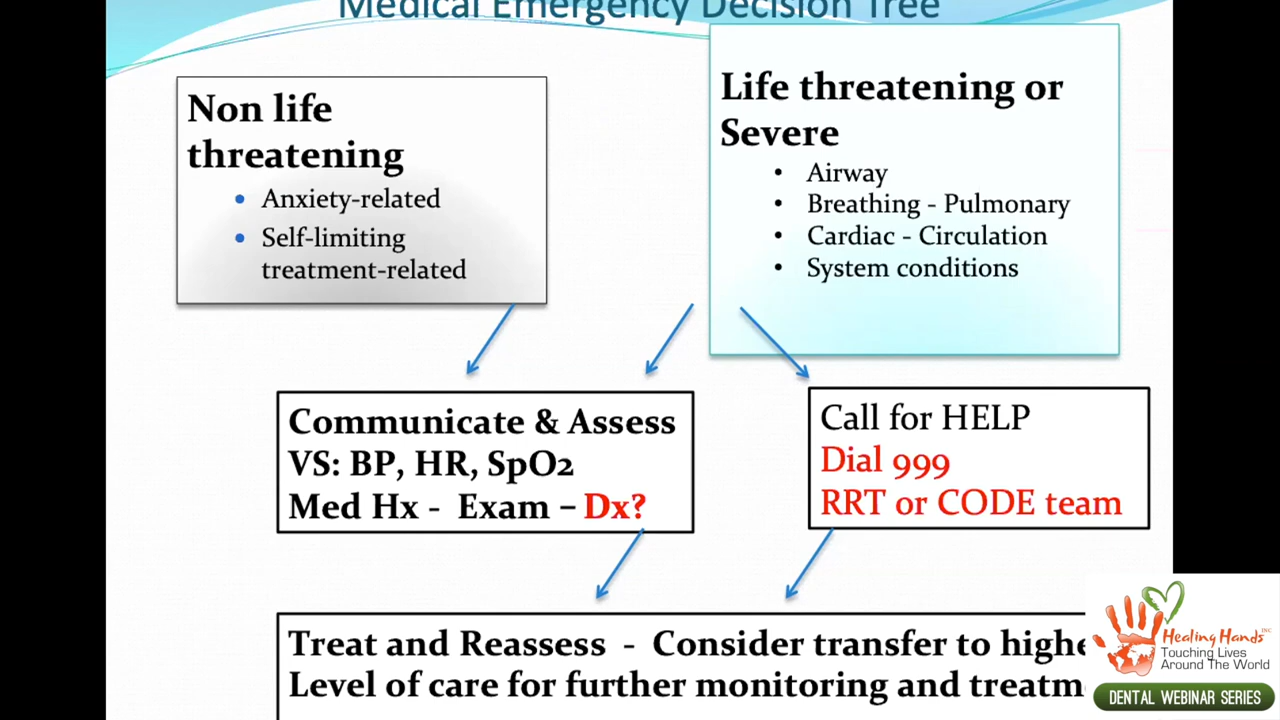 Medical Emergency Decision Tree
Non life
threatening
• Anxiety-related
• Self-limiting
treatment-related
Life threatening or
Severe
• Airway
• Breathing - Pulmonary
• Cardiac - Circulation
• System conditions
Communicate & Assess
VS: BP, HR, SpO2
Med Hx - Exam – Dx?
Call for HELP
Dial 999
RRT or CODE team
Treat and Reassess - Consider transfer to highe
Level of care for further monitoring and treatm
Healing Hands INC
Touching Lives
Around The World
DENTAL WEBINAR SERIES